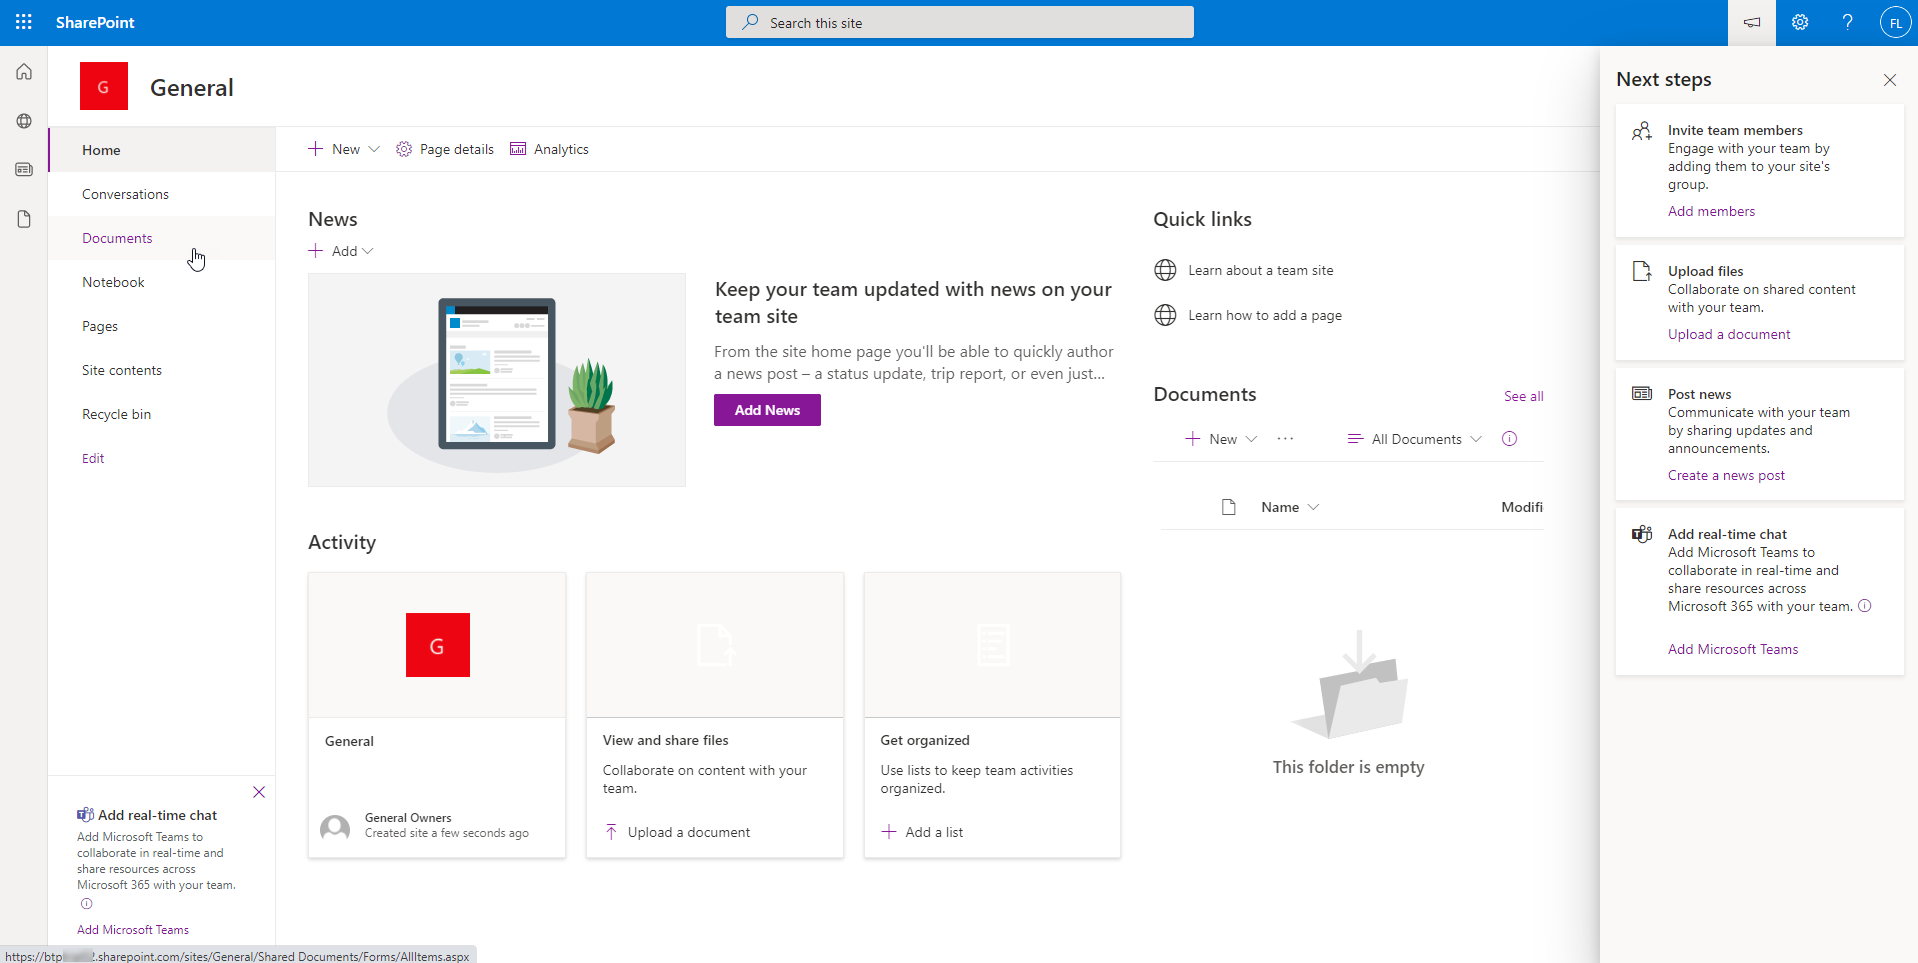 SharePoint
Search this site
FL
G
General
Home
Conversations
Documents
Notebook
Pages
Site contents
Recycle bin
Edit
Add real-time chat
Add Microsoft Teams to
collaborate in real-time and
share resources across
Microsoft 365 with your team.
Add Microsoft Teams
New
Page details
Analytics
News
Add
Keep your team updated with news on your
team site
From the site home page you'll be able to quickly author
a news post – a status update, trip report, or even just...
Add News
Activity
G
General
General Owners
Created site a few seconds ago
View and share files
Collaborate on content with your
team.
Upload a document
Get organized
Use lists to keep team activities
organized.
Add a list
Quick links
Learn about a team site
Learn how to add a page
Documents
See all
New
All Documents
Name
Modifi
This folder is empty
Next steps
Invite team members
Engage with your team by
adding them to your site's
group.
Add members
Upload files
Collaborate on shared content
with your team.
Upload a document
Post news
Communicate with your team
by sharing updates and
announcements.
Create a news post
Add real-time chat
Add Microsoft Teams to
collaborate in real-time and
share resources across
Microsoft 365 with your team.
Add Microsoft Teams
https://btp .sharepoint.com/sites/General/Shared Documents/Forms/AllItems.aspx